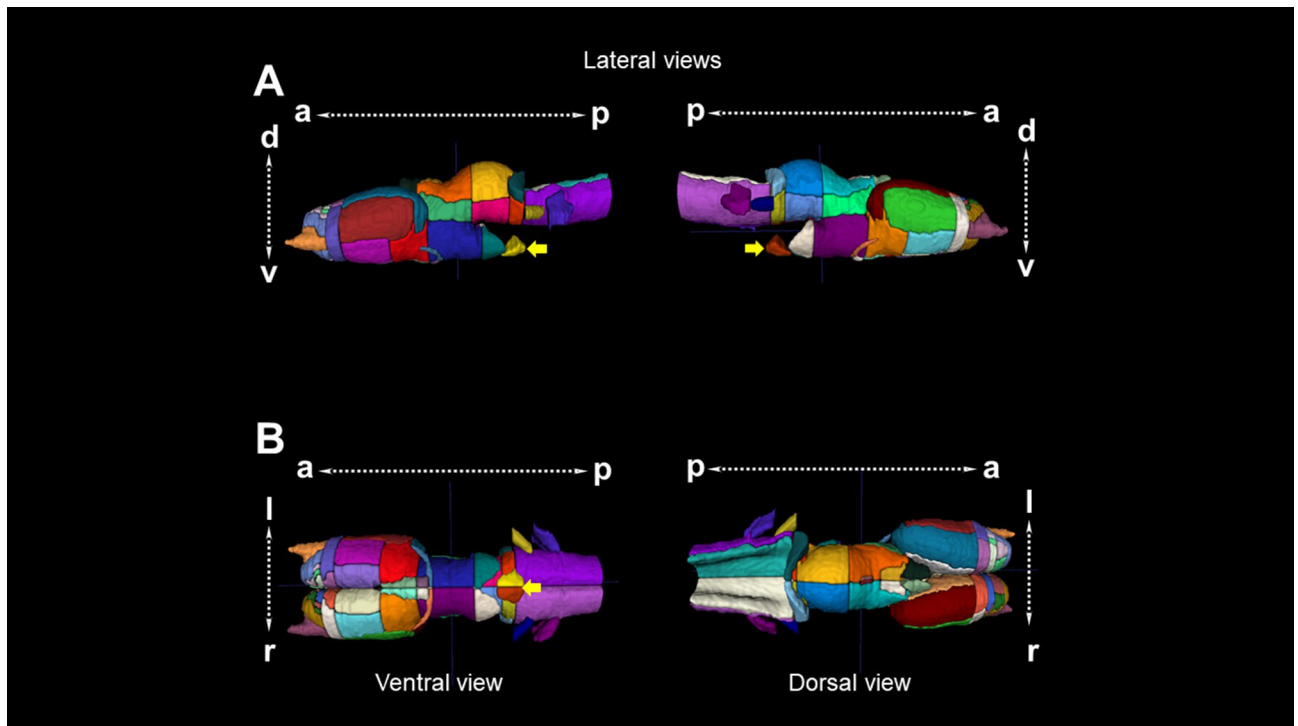 Lateral views
A
a p p a
d d
v v
B
a p p a
l l
r r
Ventral view Dorsal view